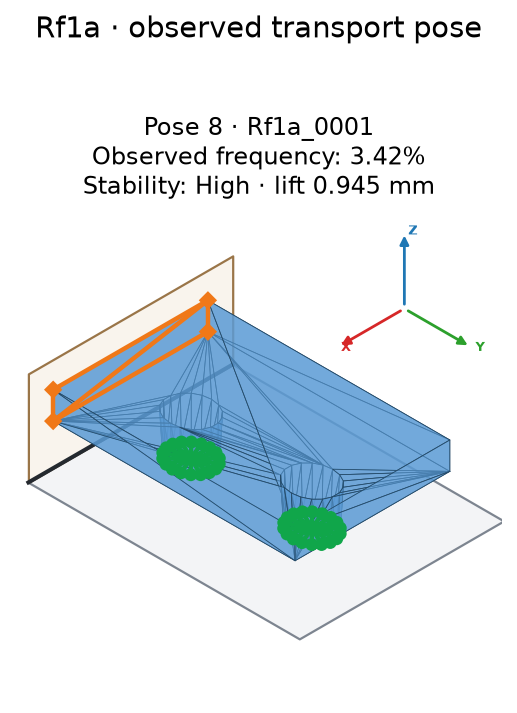 Rf1a · observed transport pose
Pose 8 · Rf1a_0001
Observed frequency: 3.42%
Stability: High · lift 0.945 mm
Z
X
Y